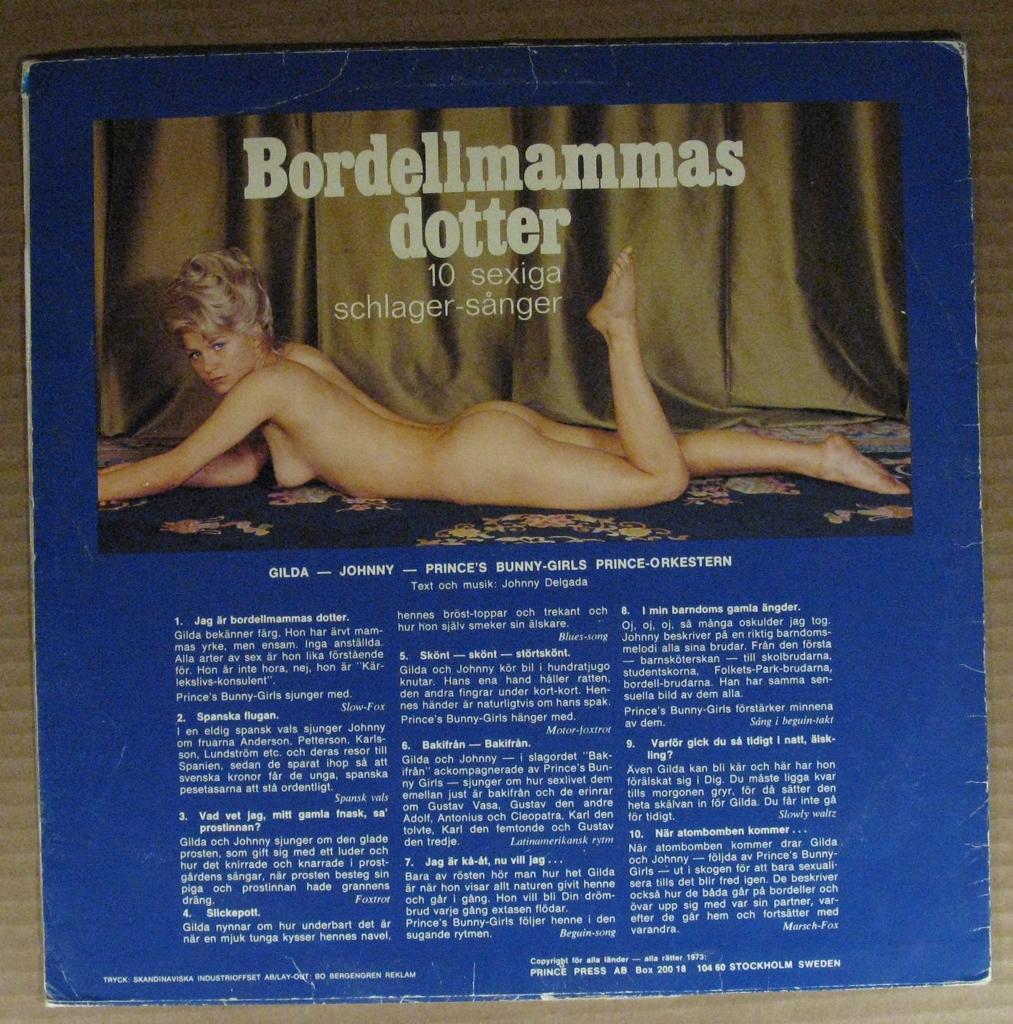 Bordellmammas
dotter
10 sexiga
schlager-sånger
GILDA — JOHNNY — PRINCE'S BUNNY-GIRLS PRINCE-ORKESTERN
Text och musik: Johnny Delgada
1. Jag är bordellmammas dotter.
Gilda bekänner färg. Hon har ärvt mam-
mas yrke, men ensam. Inga anställda.
Alla arter av sex är hon lika förstående
för. Hon är inte hora, nej, hon är "Kär-
lekslivs-konsulent".
Prince's Bunny-Girls sjunger med.
Slow-Fox
2. Spanska flugan.
I en eldig spansk vals sjunger Johnny
om fruarna Anderson, Petterson, Karls-
son, Lundström etc. och deras resor till
Spanien, sedan de sparat ihop så att
svenska kronor får de unga, spanska
pesetasarna att stå ordentligt.
Spansk vals
3. Vad vet jag, mitt gamla fnask, sa'
prostinnan?
Gilda och Johnny sjunger om den glade
prosten, som gift sig med ett luder och
hur det knirrade och knarrade i prost-
gårdens sängar, när prosten besteg sin
piga och prostinnan hade grannens
dräng.
Foxtrot
4. Slickepott.
Gilda nynnar om hur underbart det är
när en mjuk tunga kysser hennes navel,
hennes bröst-toppar och trekant och
hur hon själv smeker sin älskare.
Blues-song
5. Skönt — skönt — störtskönt.
Gilda och Johnny kör bil i hundratjugo
knutar. Hans ena hand håller ratten,
den andra fingrar under kort-kort. Hen-
nes händer är naturligtvis om hans spak.
Prince's Bunny-Girls hänger med.
Motor-foxtrot
6. Bakifrån — Bakifrån.
Gilda och Johnny — i slagordet "Bak-
ifrån" ackompagnerade av Prince's Bun-
ny Girls — sjunger om hur sexlivet dem
emellan just är bakifrån och de erinrar
om Gustav Vasa, Gustav den andre
Adolf, Antonius och Cleopatra, Karl den
tolvte, Karl den femtonde och Gustav
den tredje. Latinamerikansk rytm
7. Jag är kå-åt, nu vill jag . . .
Bara av rösten hör man hur het Gilda
är när hon visar allt naturen givit henne
och går i gång. Hon vill bli Din dröm-
brud varje gång extasen flödar.
Prince's Bunny-Girls följer henne i den
sugande rytmen. Beguin-song
8. I min barndoms gamla ängder.
Oj, oj, oj, så många oskulder jag tog.
Johnny beskriver på en riktig barndoms-
melodi alla sina brudar. Från den första
— barnsköterskan — till skolbrudarna,
studentskorna, Folkets-Park-brudarna,
bordell-brudarna. Han har samma sen-
suella bild av dem alla.
Prince's Bunny-Girls förstärker minnena
av dem. Sång i beguin-takt
9. Varför gick du så tidigt i natt, älsk-
ling?
Även Gilda kan bli kär och här har hon
förälskat sig i Dig. Du måste ligga kvar
tills morgonen gryr, för då sätter den
heta skälvan in för Gilda. Du får inte gå
för tidigt. Slowly waltz
10. När atombomben kommer . . .
När atombomben kommer drar Gilda
och Johnny — följda av Prince's Bunny-
Girls — ut i skogen för att bara sexuali-
sera tills det blir fred igen. De beskriver
också hur de båda går på bordeller och
övar upp sig med var sin partner, var-
efter de går hem och fortsätter med
varandra. Marsch-Fox
TRYCK: SKANDINAVISKA INDUSTRIOFFSET AB/LAY-OUT: BO BERGENGREN REKLAM
Copyright för alla länder — alla rätter 1973:
PRINCE PRESS AB Box 200 18 104 60 STOCKHOLM SWEDEN